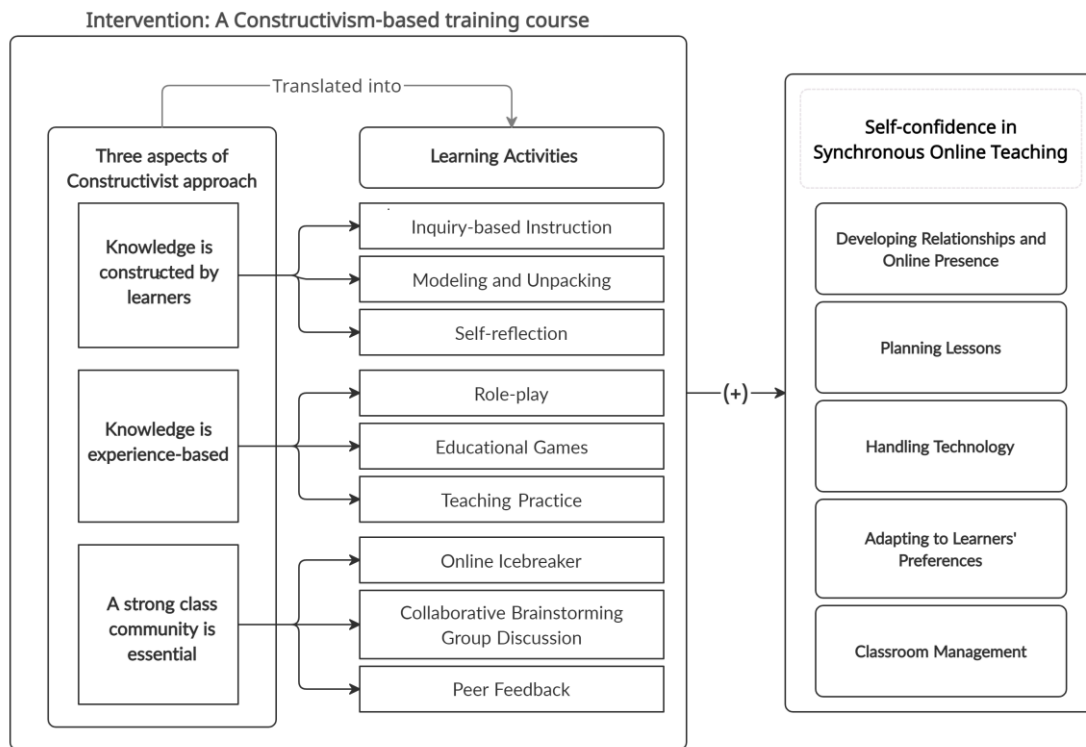 Intervention: A Constructivism-based training course
Translated into
Three aspects of
Constructivist approach
Learning Activities
Knowledge is
constructed by
learners
Inquiry-based Instruction
Modeling and Unpacking
Self-reflection
Knowledge is
experience-based
Role-play
Educational Games
Teaching Practice
A strong class
community is
essential
Online Icebreaker
Collaborative Brainstorming
Group Discussion
Peer Feedback
(+)
Self-confidence in
Synchronous Online Teaching
Developing Relationships and
Online Presence
Planning Lessons
Handling Technology
Adapting to Learners'
Preferences
Classroom Management